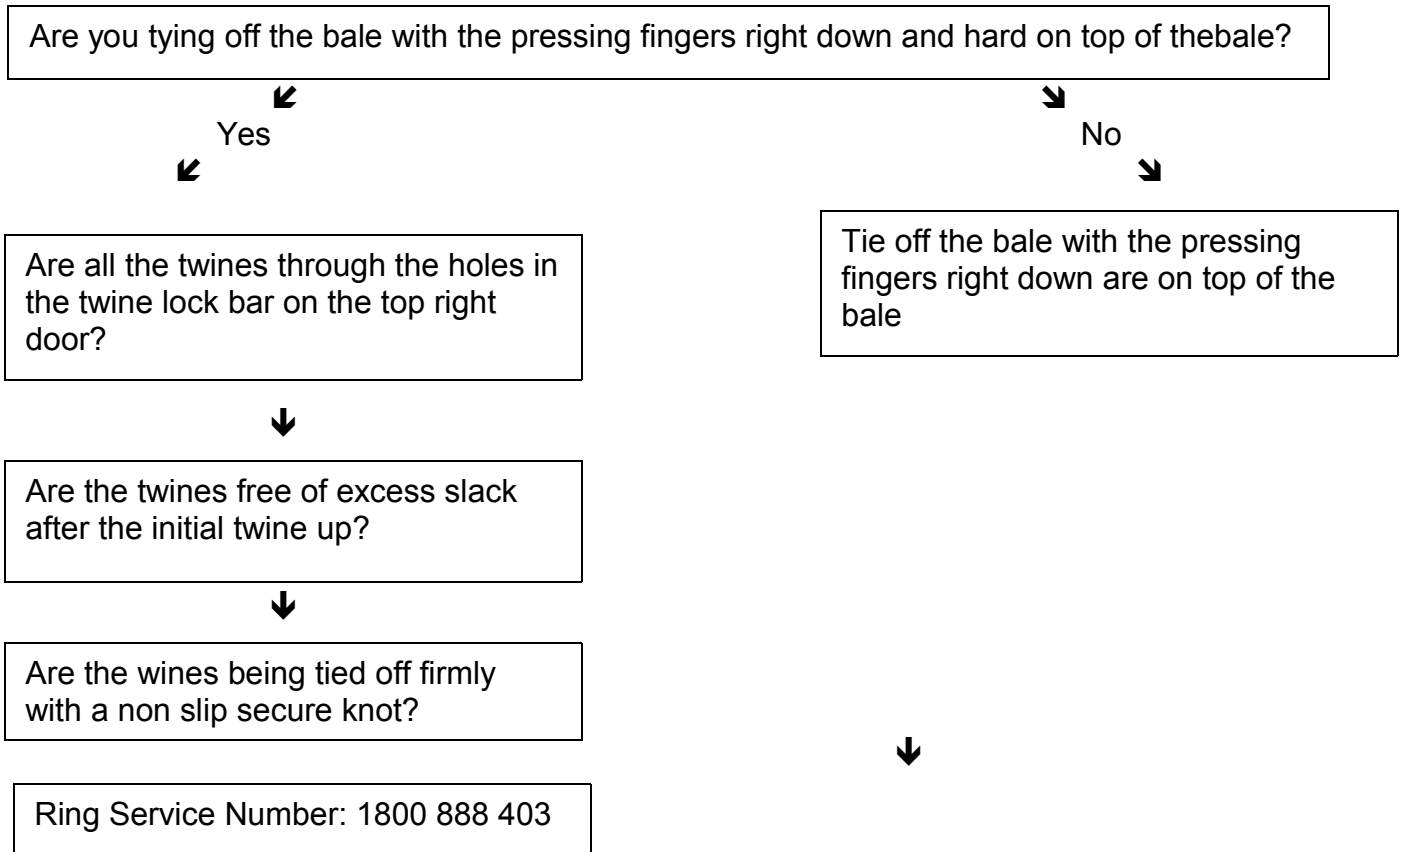 Are you tying off the bale with the pressing fingers right down and hard on top of thebale?
Yes
No
Are all the twines through the holes in
the twine lock bar on the top right
door?
Tie off the bale with the pressing
fingers right down are on top of the
bale
Are the twines free of excess slack
after the initial twine up?
Are the wines being tied off firmly
with a non slip secure knot?
Ring Service Number: 1800 888 403